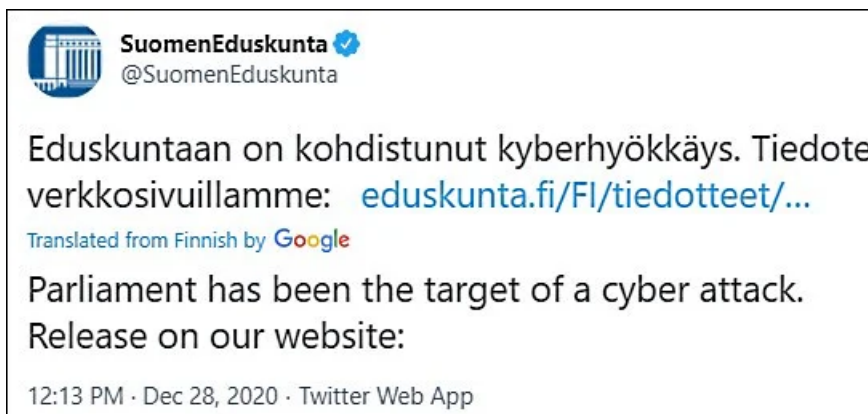 SuomenEduskunta
@SuomenEduskunta
Eduskuntaan on kohdistunut kyberhyökkäys. Tiedote
verkkosivuillamme: eduskunta.fi/FI/tiedotteet/...
Translated from Finnish by Google
Parliament has been the target of a cyber attack.
Release on our website:
12:13 PM · Dec 28, 2020 · Twitter Web App